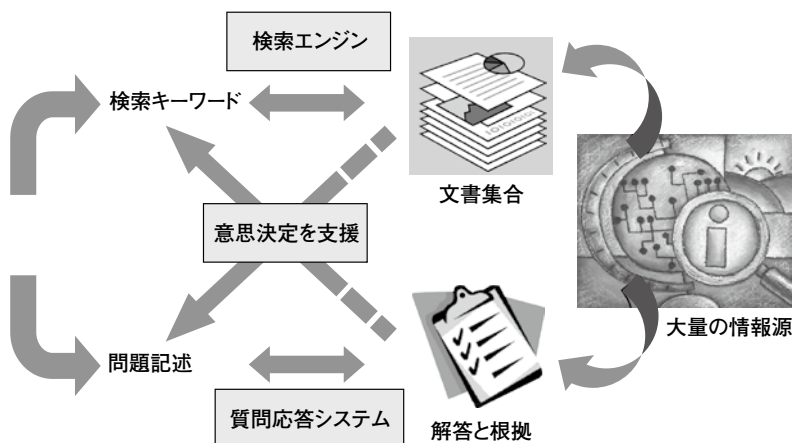 検索エンジン
検索キーワード
文書集合
意思決定を支援
大量の情報源
問題記述
質問応答システム
解答と根拠